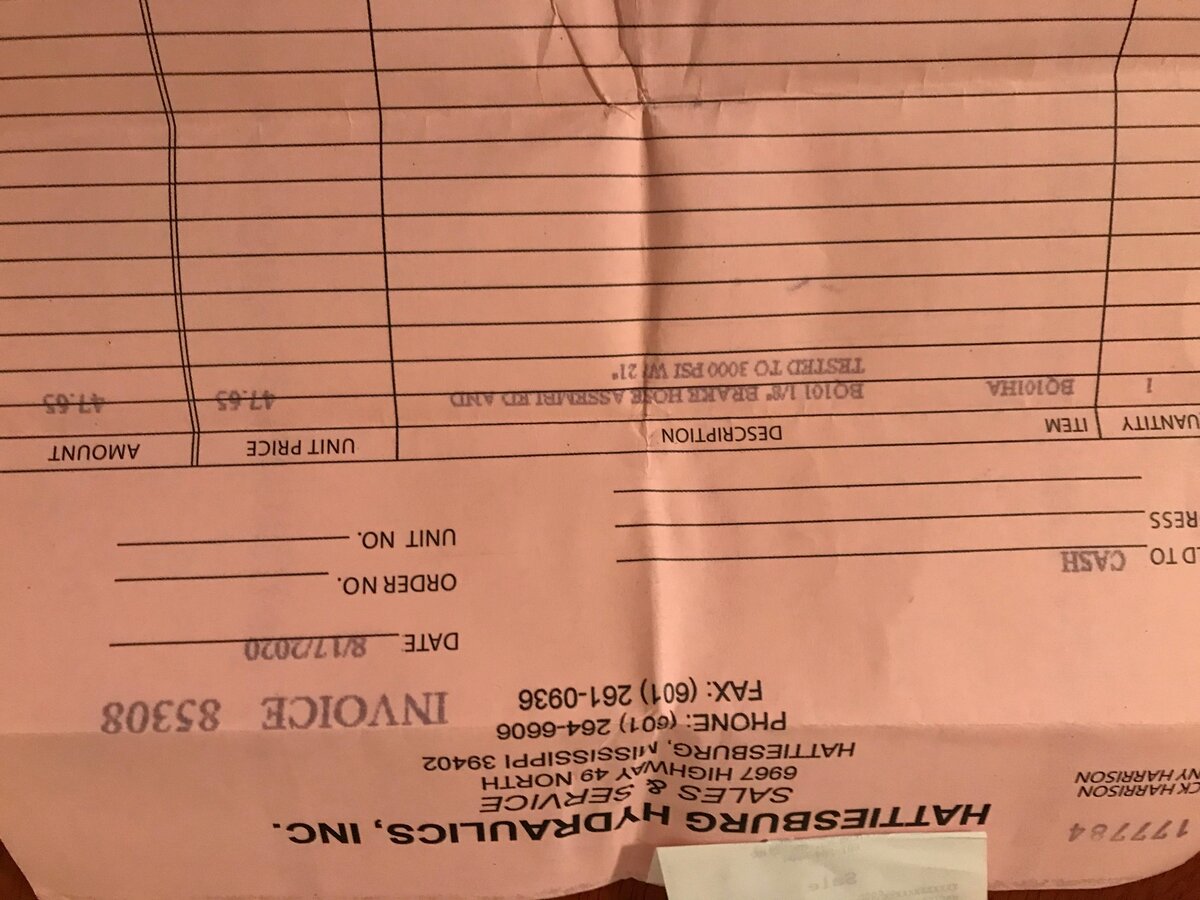 177784
CK HARRISON
NY HARRISON
HATTIESBURG HYDRAULICS, INC.
SALES & SERVICE
6967 HIGHWAY 49 NORTH
HATTIESBURG, MISSISSIPPI 39402
PHONE: (601) 264-6606
FAX: (601) 261-0936
INVOICE 85308
DATE 8/17/2020
ORDER NO.
UNIT NO.
LD TO CASH
RESS
UANTITY ITEM DESCRIPTION UNIT PRICE AMOUNT
1 BQ101HA BQ101 1/8" BRAKE HOSE ASSEMBLED AND 47.65 47.65
TESTED TO 3000 PSI W/ 21"
Sale